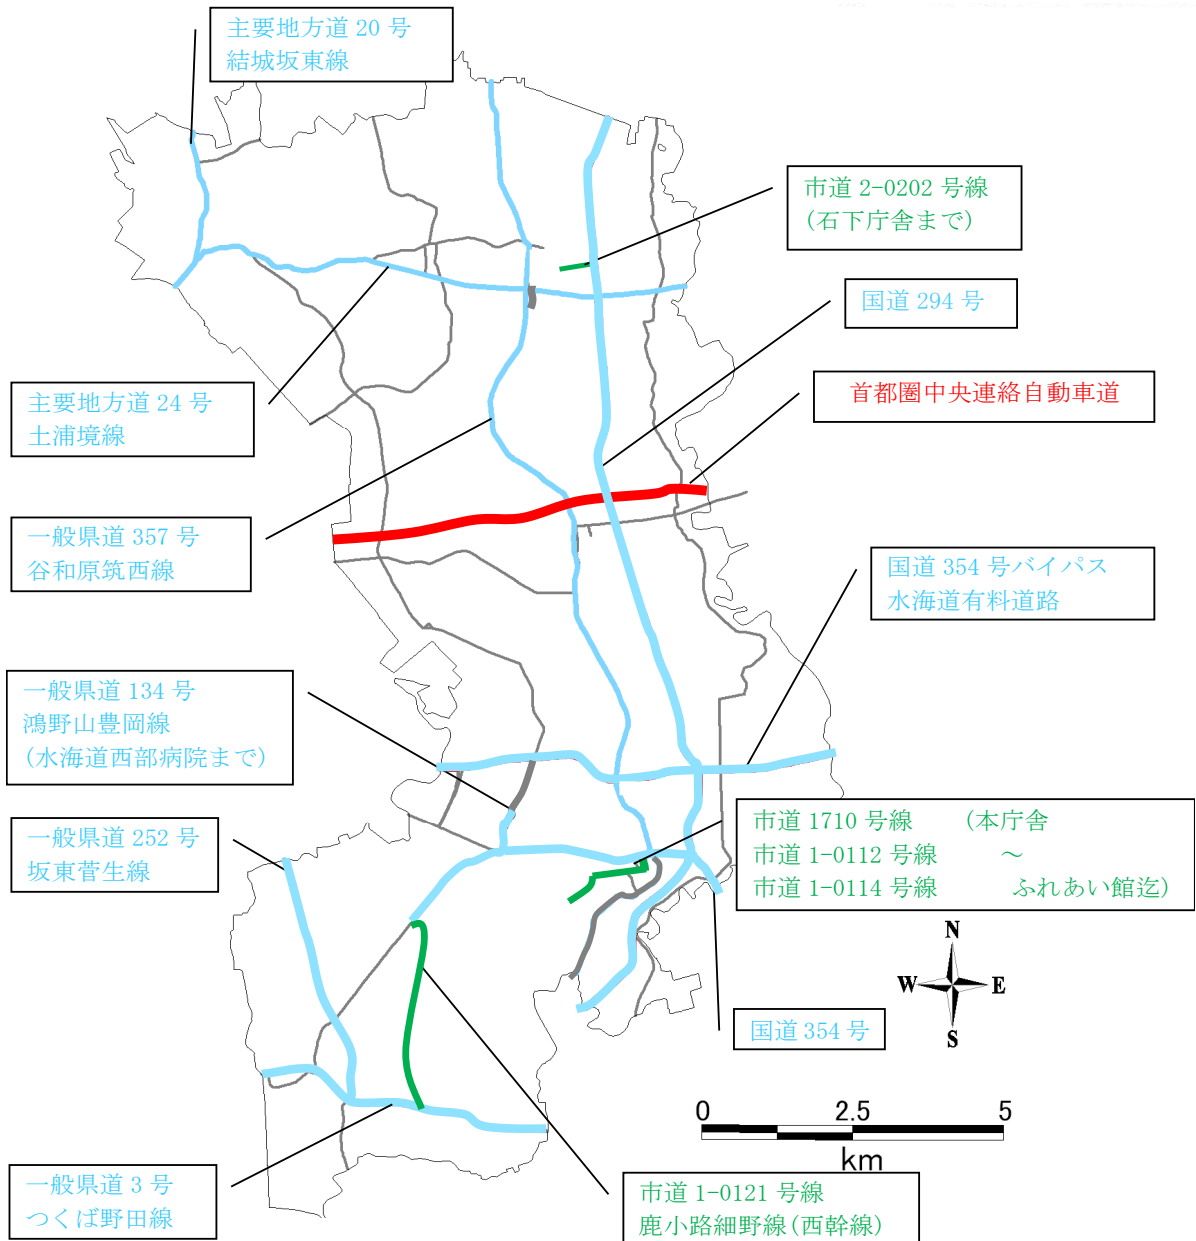 主要地方道 20 号
結城坂東線
市道 2-0202 号線
(石下庁舎まで)
国道 294 号
主要地方道 24 号
土浦境線
首都圏中央連絡自動車道
一般県道 357 号
谷和原筑西線
国道 354 号バイパス
水海道有料道路
一般県道 134 号
鴻野山豊岡線
(水海道西部病院まで)
市道 1710 号線 (本庁舎
市道 1-0112 号線 ～
市道 1-0114 号線 ふれあい館迄)
一般県道 252 号
坂東菅生線
N
W E
S
国道 354 号
0 2.5 5
km
一般県道 3 号
つくば野田線
市道 1-0121 号線
鹿小路細野線(西幹線)